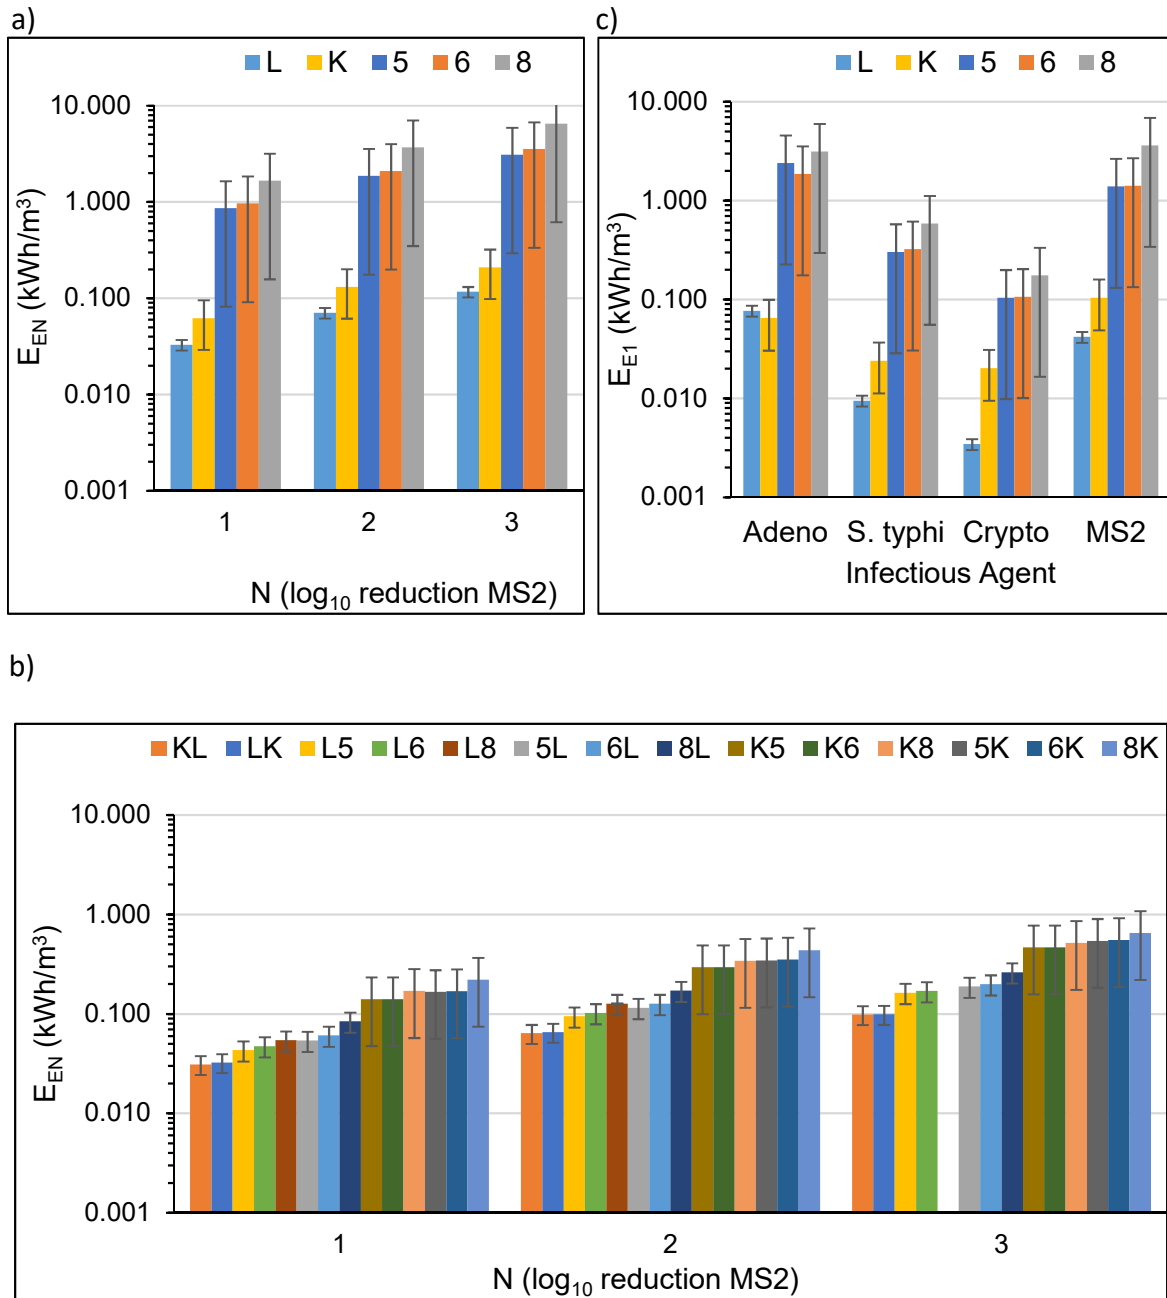 a)
L K 5 6 8
10.000
1.000
0.100
0.010
0.001
E_EN (kWh/m³)
1 2 3
N (log₁₀ reduction MS2)
c)
L K 5 6 8
10.000
1.000
0.100
0.010
0.001
E_E1 (kWh/m³)
Adeno S. typhi Crypto MS2
Infectious Agent
b)
KL LK L5 L6 L8 5L 6L 8L K5 K6 K8 5K 6K 8K
10.000
1.000
0.100
0.010
0.001
E_EN (kWh/m³)
1 2 3
N (log₁₀ reduction MS2)